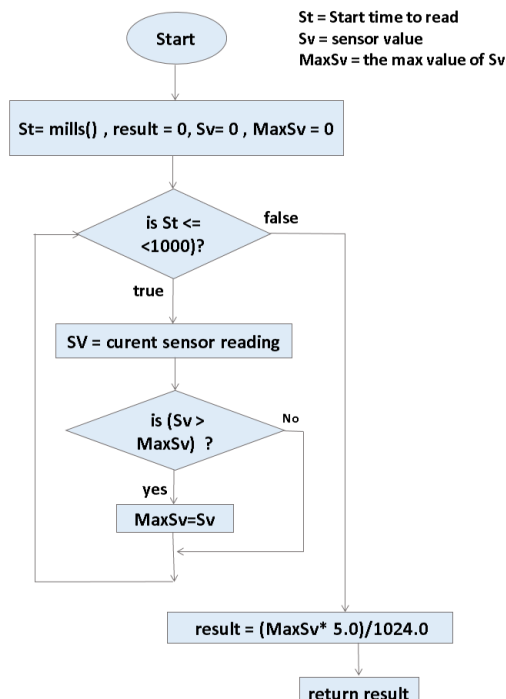 St = Start time to read
Sv = sensor value
MaxSv = the max value of Sv
Start
St= mills() , result = 0, Sv= 0 , MaxSv = 0
is St <=
<1000)?
false
true
SV = curent sensor reading
is (Sv >
MaxSv) ?
No
yes
MaxSv=Sv
result = (MaxSv* 5.0)/1024.0
return result